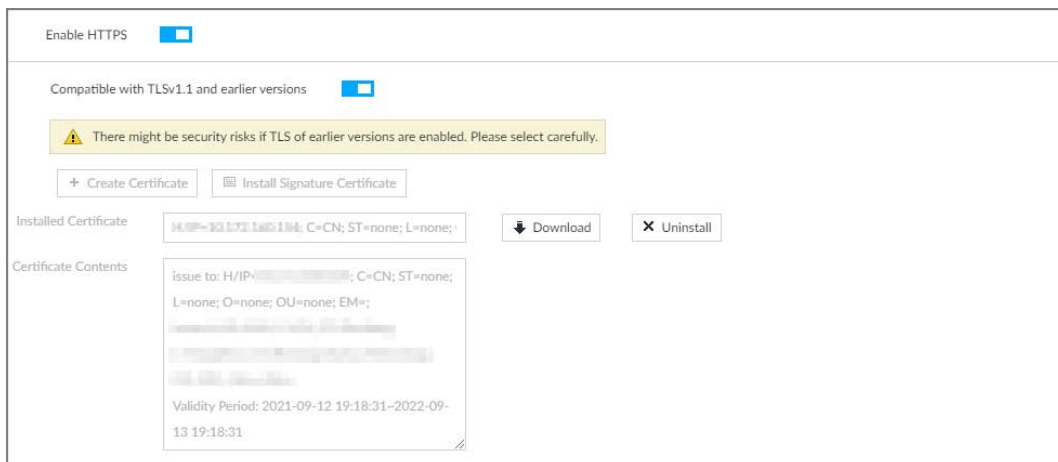 Enable HTTPS
Compatible with TLSv1.1 and earlier versions
There might be security risks if TLS of earlier versions are enabled. Please select carefully.
+ Create Certificate Install Signature Certificate
Installed Certificate C=CN; ST=none; L=none; Download X Uninstall
Certificate Contents
issue to: H/IP= ; C=CN; ST=none;
L=none; O=none; OU=none; EM=;
Validity Period: 2021-09-12 19:18:31~2022-09-
13 19:18:31